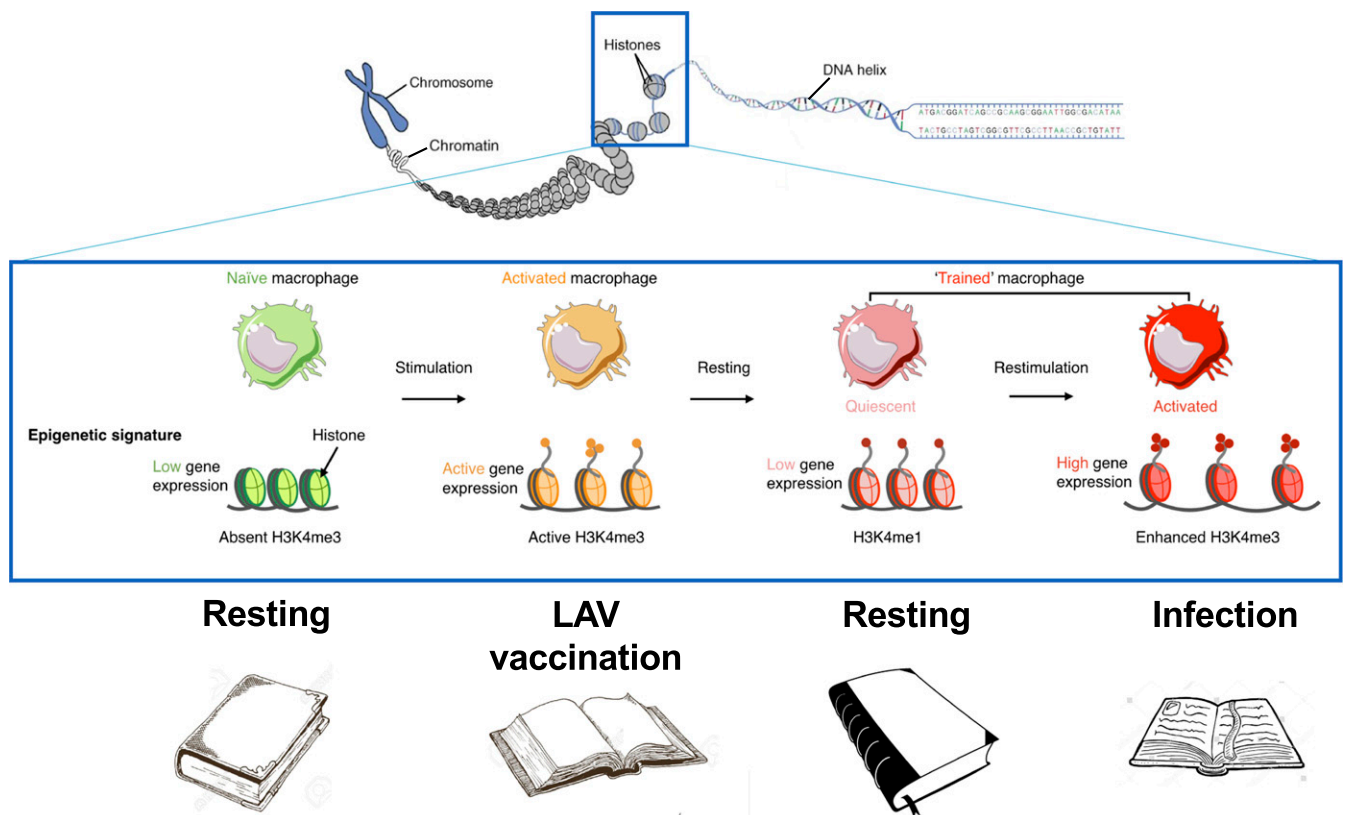 Histones
DNA helix
Chromosome
ATGACGGATCAGCCGCAAGCGGAATTGGCGACATAA
TACTGCCTAGTCGGCGTTCGCCTTAACCGCTGTATT
Chromatin
Naïve macrophage
Activated macrophage
'Trained' macrophage
Stimulation
Resting
Restimulation
Quiescent
Activated
Epigenetic signature
Histone
Low gene
expression
Active gene
expression
Low gene
expression
High gene
expression
Absent H3K4me3
Active H3K4me3
H3K4me1
Enhanced H3K4me3
Resting
LAV
vaccination
Resting
Infection